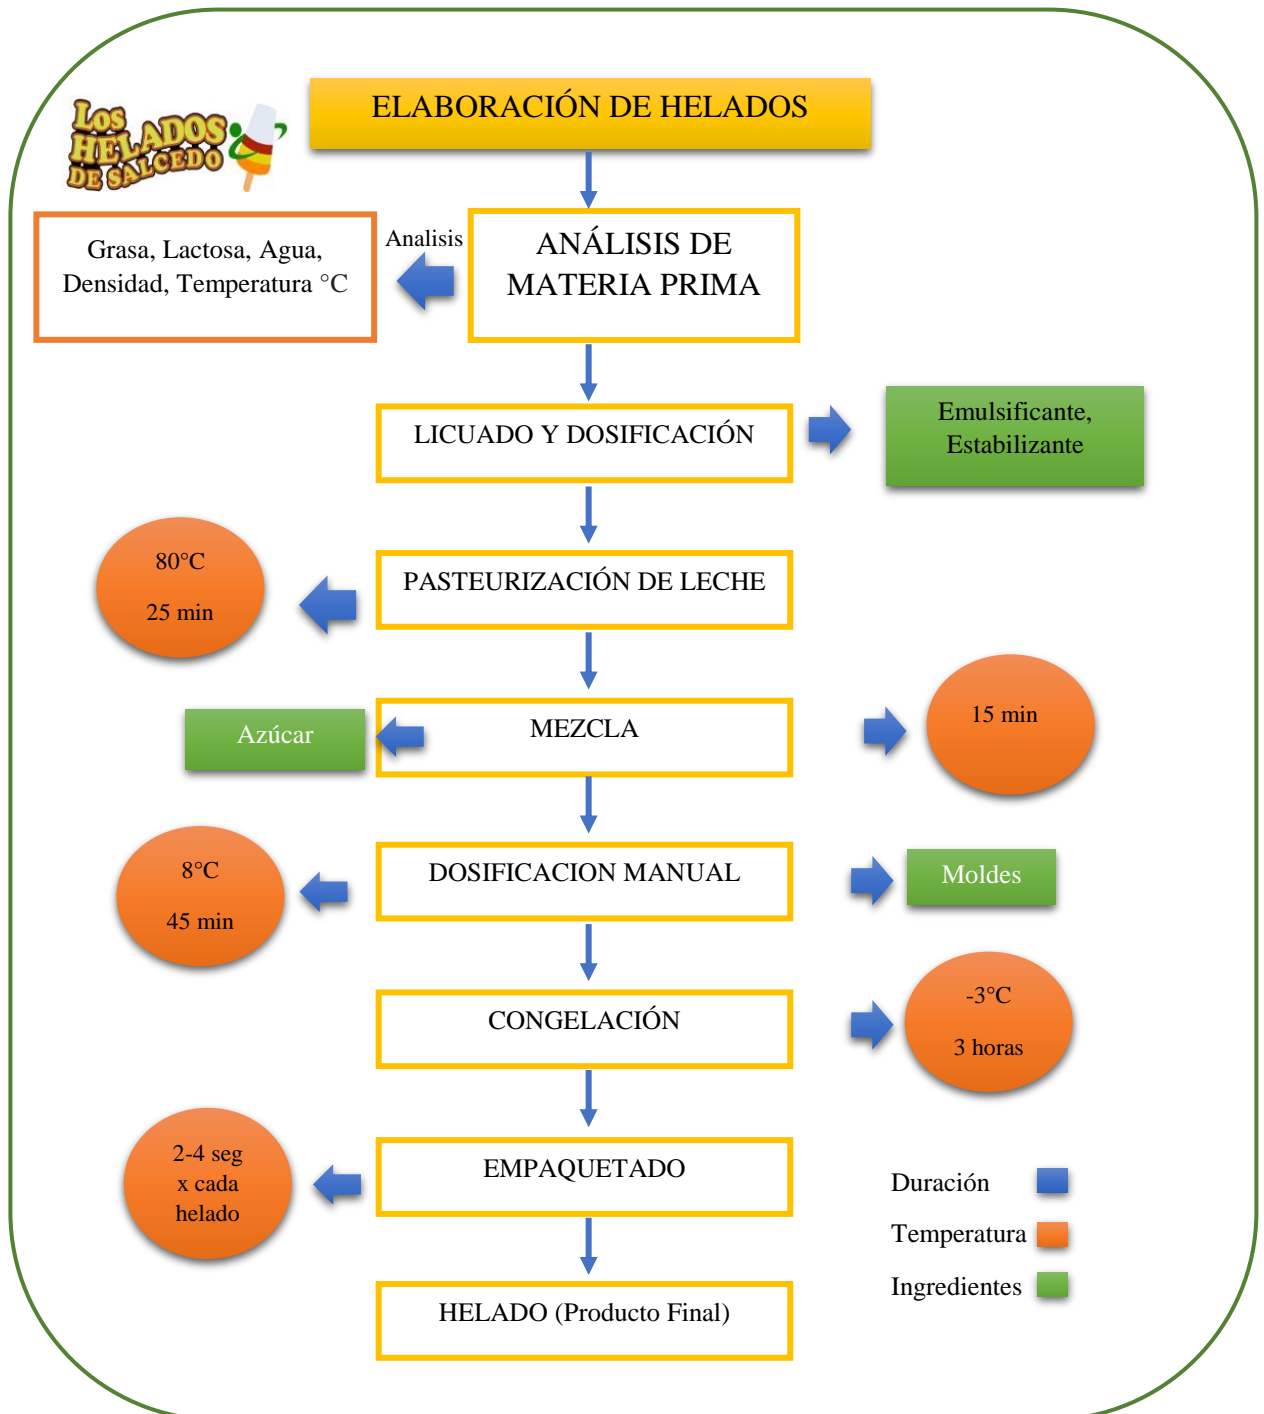 ELABORACIÓN DE HELADOS
LOS
HELADOS
DE SALCEDO
Grasa, Lactosa, Agua,
Densidad, Temperatura °C
Analisis
ANÁLISIS DE
MATERIA PRIMA
LICUADO Y DOSIFICACIÓN
Emulsificante,
Estabilizante
80°C
25 min
PASTEURIZACIÓN DE LECHE
Azúcar
MEZCLA
15 min
8°C
45 min
DOSIFICACION MANUAL
Moldes
CONGELACIÓN
-3°C
3 horas
2-4 seg
x cada
helado
EMPAQUETADO
Duración
Temperatura
Ingredientes
HELADO (Producto Final)